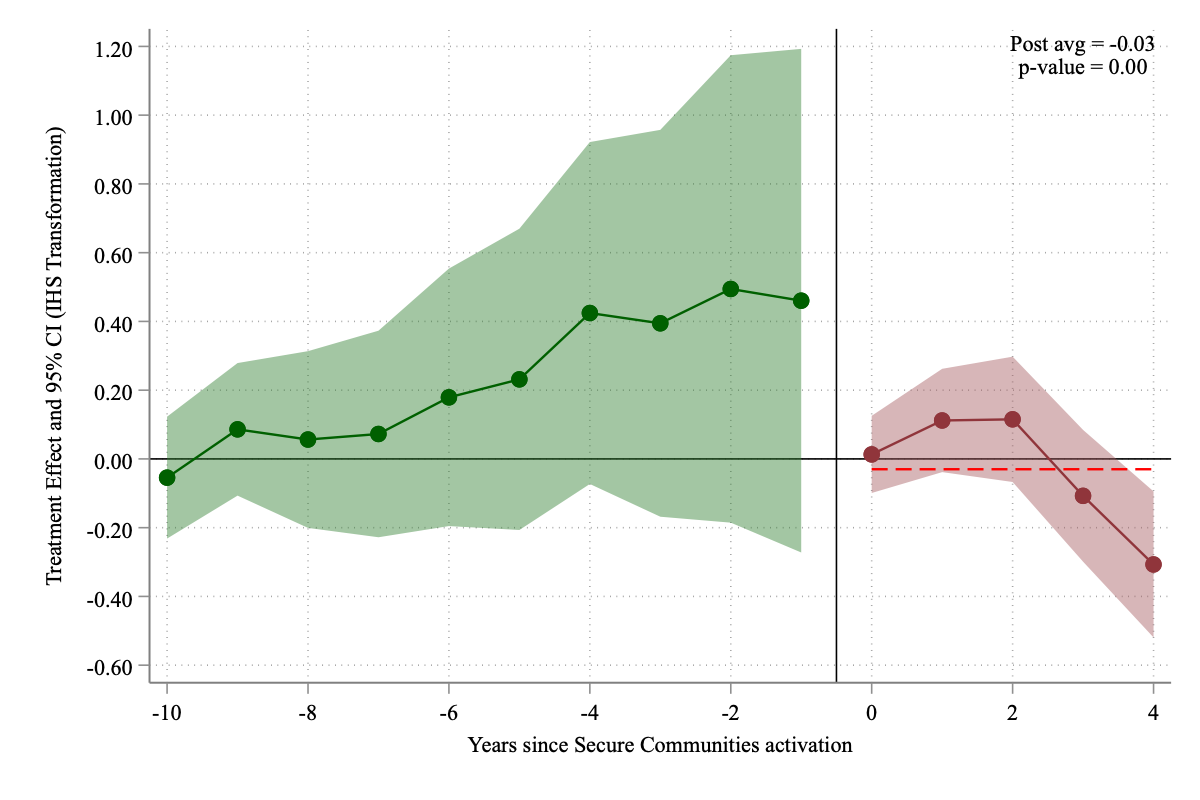 Post avg = -0.03
p-value = 0.00
Treatment Effect and 95% CI (IHS Transformation)
1.20
1.00
0.80
0.60
0.40
0.20
0.00
-0.20
-0.40
-0.60
-10 -8 -6 -4 -2 0 2 4
Years since Secure Communities activation